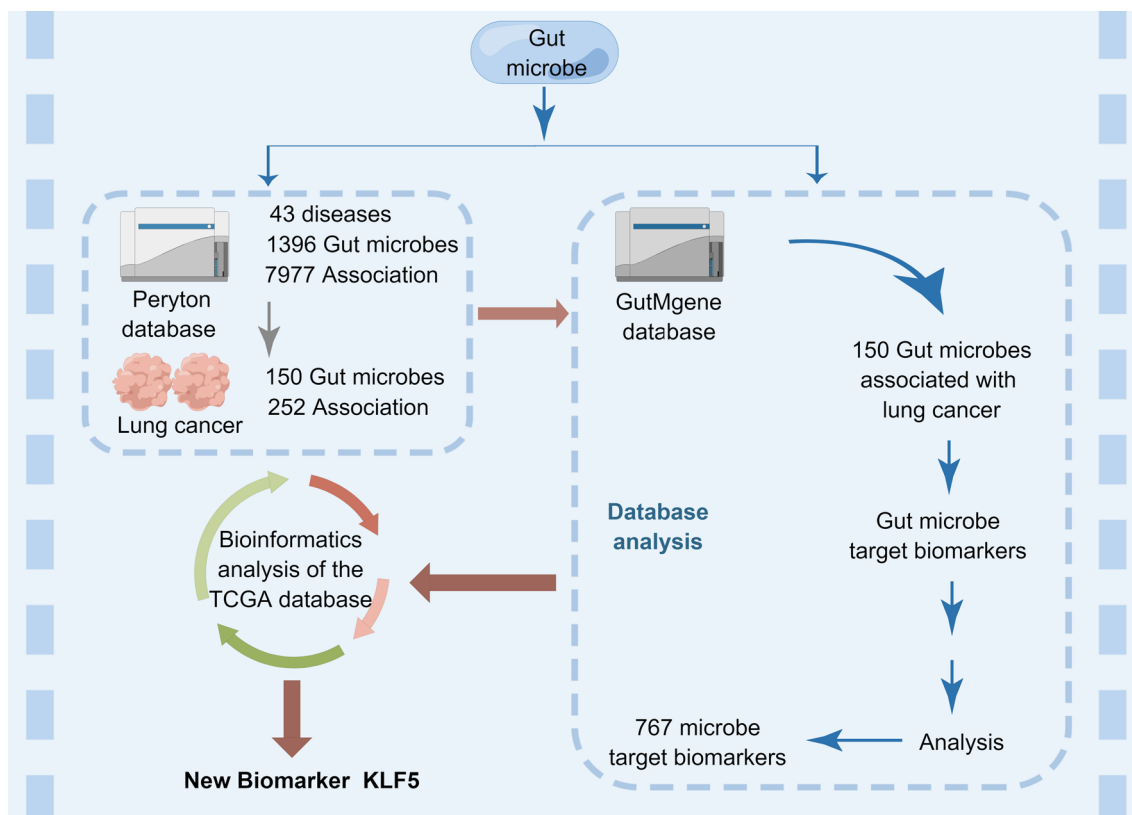 Gut
microbe
43 diseases
1396 Gut microbes
7977 Association
Peryton
database
150 Gut microbes
252 Association
Lung cancer
GutMgene
database
150 Gut microbes
associated with
lung cancer
Gut microbe
target biomarkers
Database
analysis
Analysis
767 microbe
target biomarkers
Bioinformatics
analysis of the
TCGA database
New Biomarker KLF5